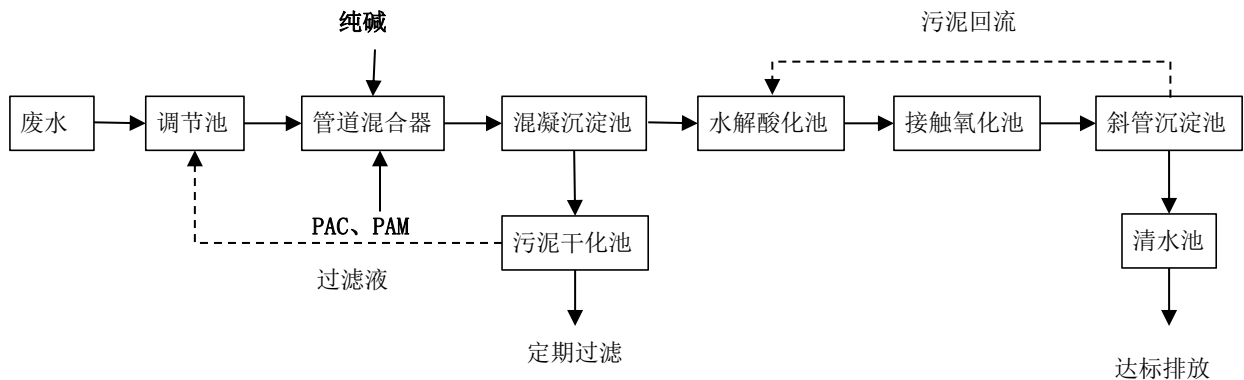 纯碱
污泥回流
废水
调节池
管道混合器
混凝沉淀池
水解酸化池
接触氧化池
斜管沉淀池
PAC、PAM
污泥干化池
清水池
过滤液
定期过滤
达标排放